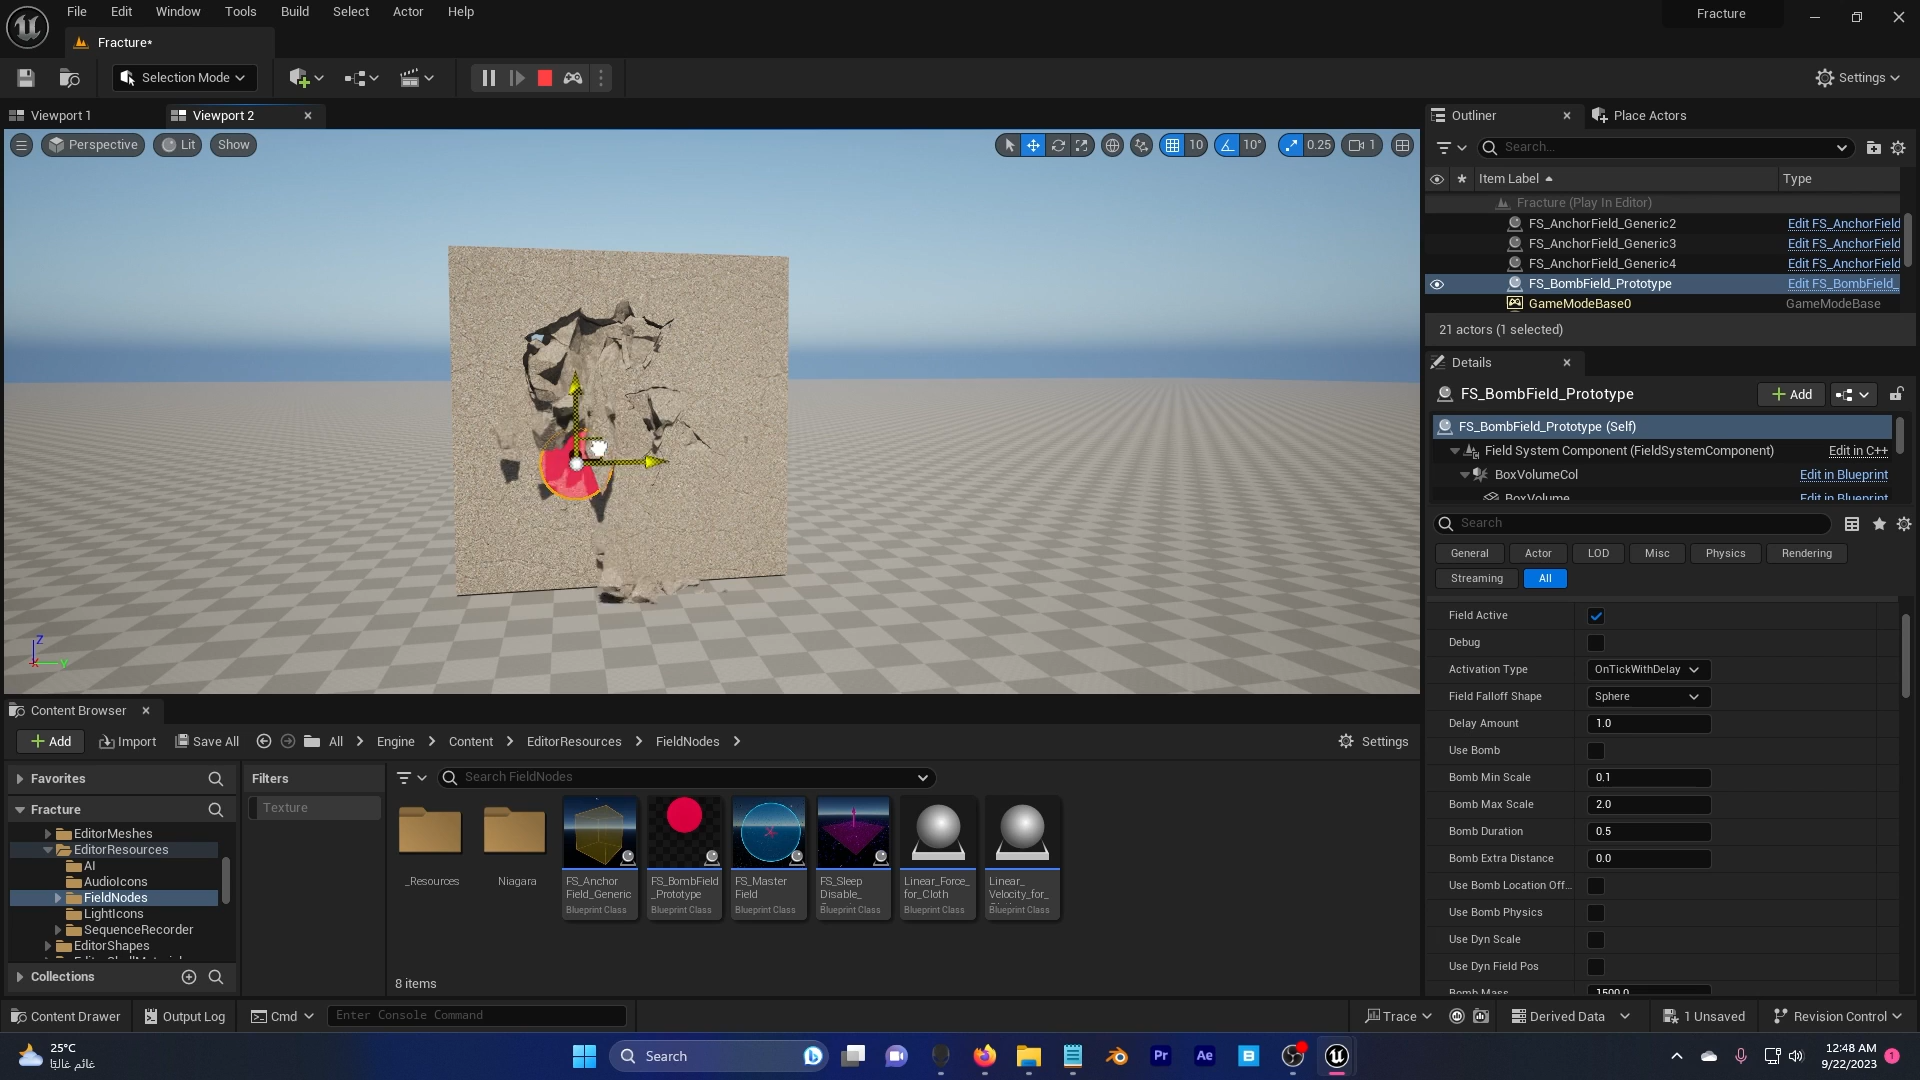 File Edit Window Tools Build Select Actor Help
Fracture
Fracture*
Selection Mode
Settings
Viewport 1
Viewport 2
Perspective
Lit
Show
10
10°
0.25
1
Outliner
Place Actors
Search...
Item Label
Type
Fracture (Play In Editor)
FS_AnchorField_Generic2 Edit FS_AnchorField
FS_AnchorField_Generic3 Edit FS_AnchorField
FS_AnchorField_Generic4 Edit FS_AnchorField
FS_BombField_Prototype Edit FS_BombField_
GameModeBase0 GameModeBase
21 actors (1 selected)
Details
FS_BombField_Prototype
Add
FS_BombField_Prototype (Self)
Field System Component (FieldSystemComponent) Edit in C++
BoxVolumeCol Edit in Blueprint
BoxVolume Edit in Blueprint
Search
General Actor LOD Misc Physics Rendering
Streaming All
Field Active
Debug
Activation Type OnTickWithDelay
Field Falloff Shape Sphere
Delay Amount 1.0
Use Bomb
Bomb Min Scale 0.1
Bomb Max Scale 2.0
Bomb Duration 0.5
Bomb Extra Distance 0.0
Use Bomb Location Off...
Use Bomb Physics
Use Dyn Scale
Use Dyn Field Pos
Bomb Mass 1500.0
Z
X
Y
Content Browser
Add
Import
Save All
All > Engine > Content > EditorResources > FieldNodes >
Settings
Favorites
Fracture
EditorMeshes
EditorResources
AI
AudioIcons
FieldNodes
LightIcons
SequenceRecorder
EditorShapes
Collections
Filters
Texture
Search FieldNodes
_Resources
Niagara
FS_Anchor
Field_Generic
Blueprint Class
FS_BombField
_Prototype
Blueprint Class
FS_Master
Field
Blueprint Class
FS_Sleep
Disable_
Blueprint Class
Linear_Force_
for_Cloth
Blueprint Class
Linear_
Velocity_for_
Blueprint Class
8 items
Content Drawer
Output Log
Cmd
Enter Console Command
Trace
Derived Data
1 Unsaved
Revision Control
25°C
غائم غالبًا
Search
Pr
Ae
B
12:48 AM
9/22/2023
1